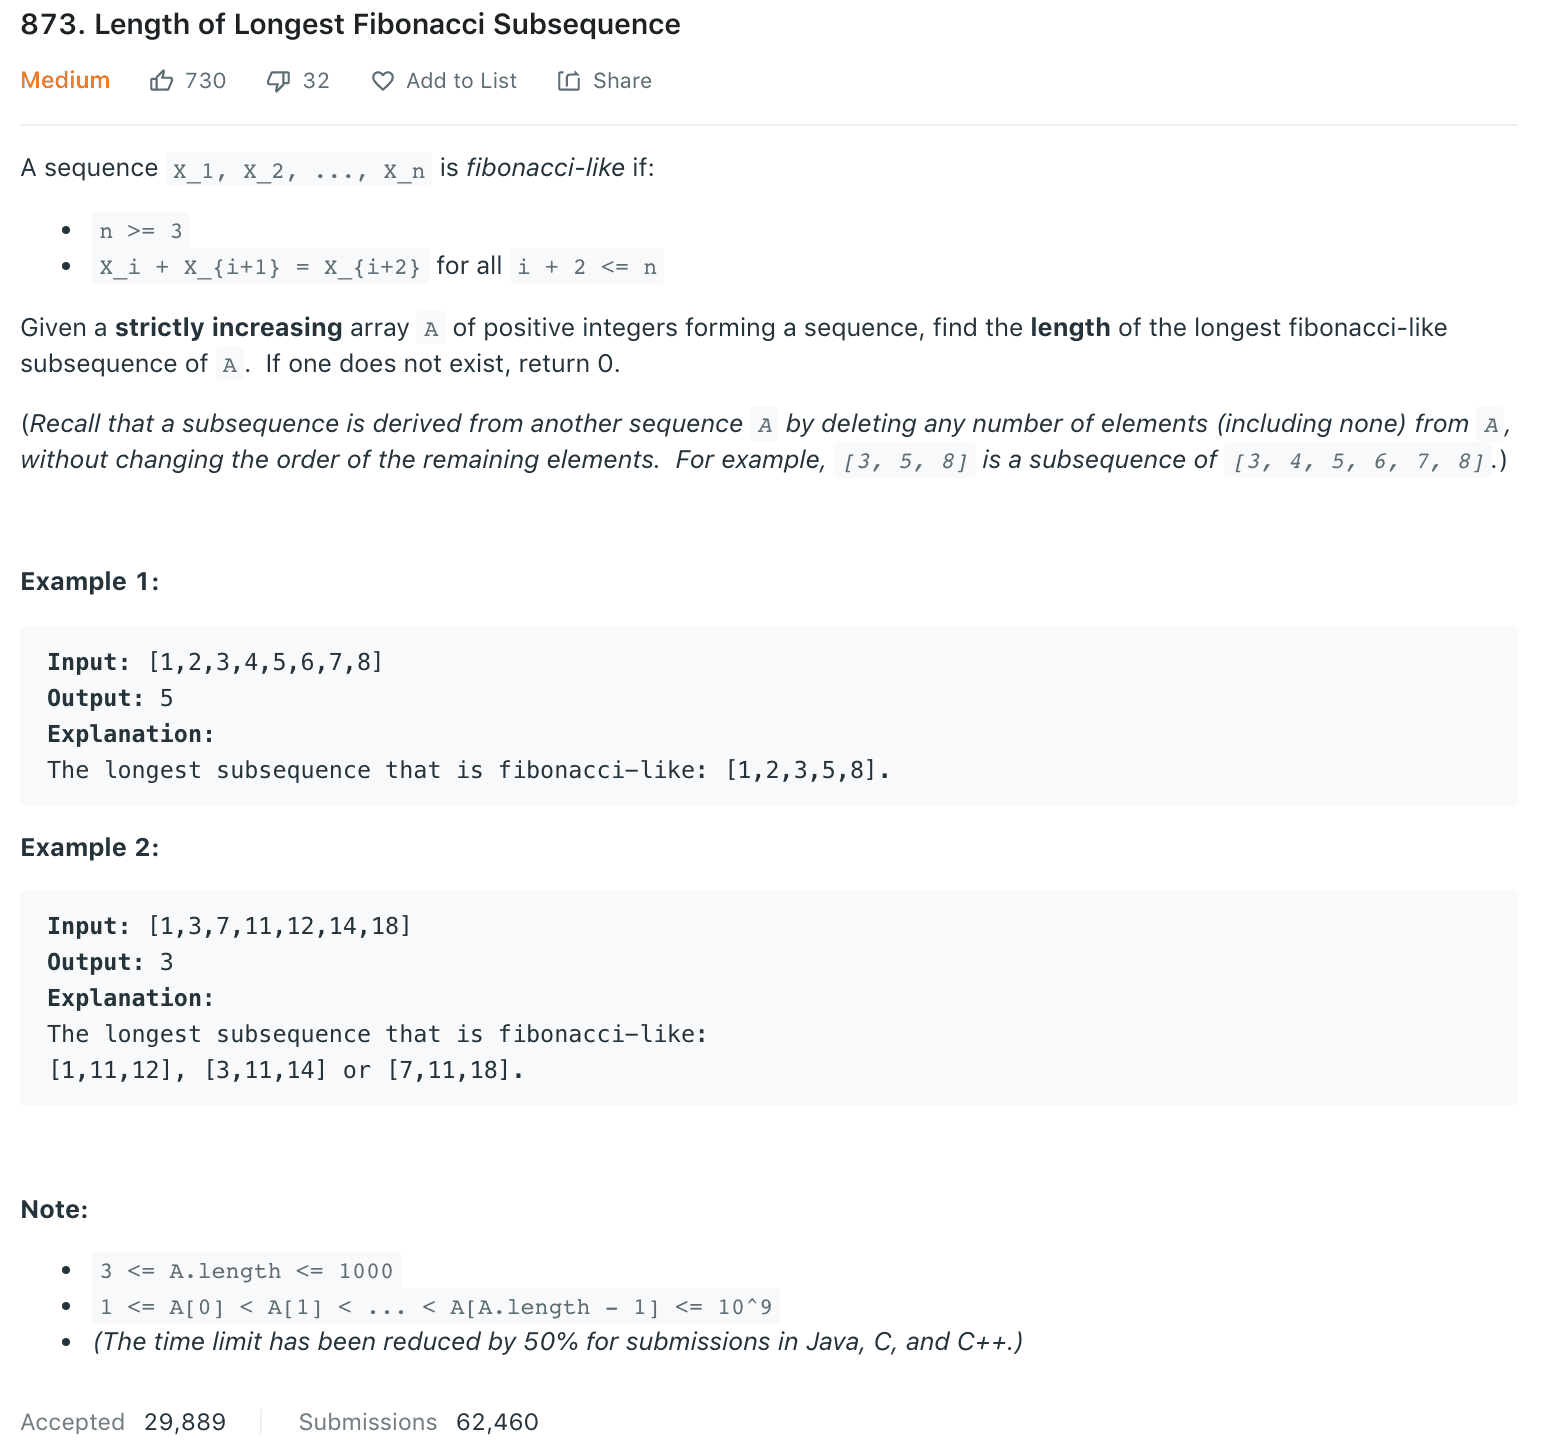 873. Length of Longest Fibonacci Subsequence
Medium 730 32 Add to List Share
A sequence X_1, X_2, ..., X_n is fibonacci-like if:
• n >= 3
• X_i + X_{i+1} = X_{i+2} for all i + 2 <= n
Given a strictly increasing array A of positive integers forming a sequence, find the length of the longest fibonacci-like
subsequence of A. If one does not exist, return 0.
(Recall that a subsequence is derived from another sequence A by deleting any number of elements (including none) from A,
without changing the order of the remaining elements. For example, [3, 5, 8] is a subsequence of [3, 4, 5, 6, 7, 8].)
Example 1:
Input: [1,2,3,4,5,6,7,8]
Output: 5
Explanation:
The longest subsequence that is fibonacci-like: [1,2,3,5,8].
Example 2:
Input: [1,3,7,11,12,14,18]
Output: 3
Explanation:
The longest subsequence that is fibonacci-like:
[1,11,12], [3,11,14] or [7,11,18].
Note:
• 3 <= A.length <= 1000
• 1 <= A[0] < A[1] < ... < A[A.length - 1] <= 10^9
• (The time limit has been reduced by 50% for submissions in Java, C, and C++.)
Accepted 29,889 Submissions 62,460